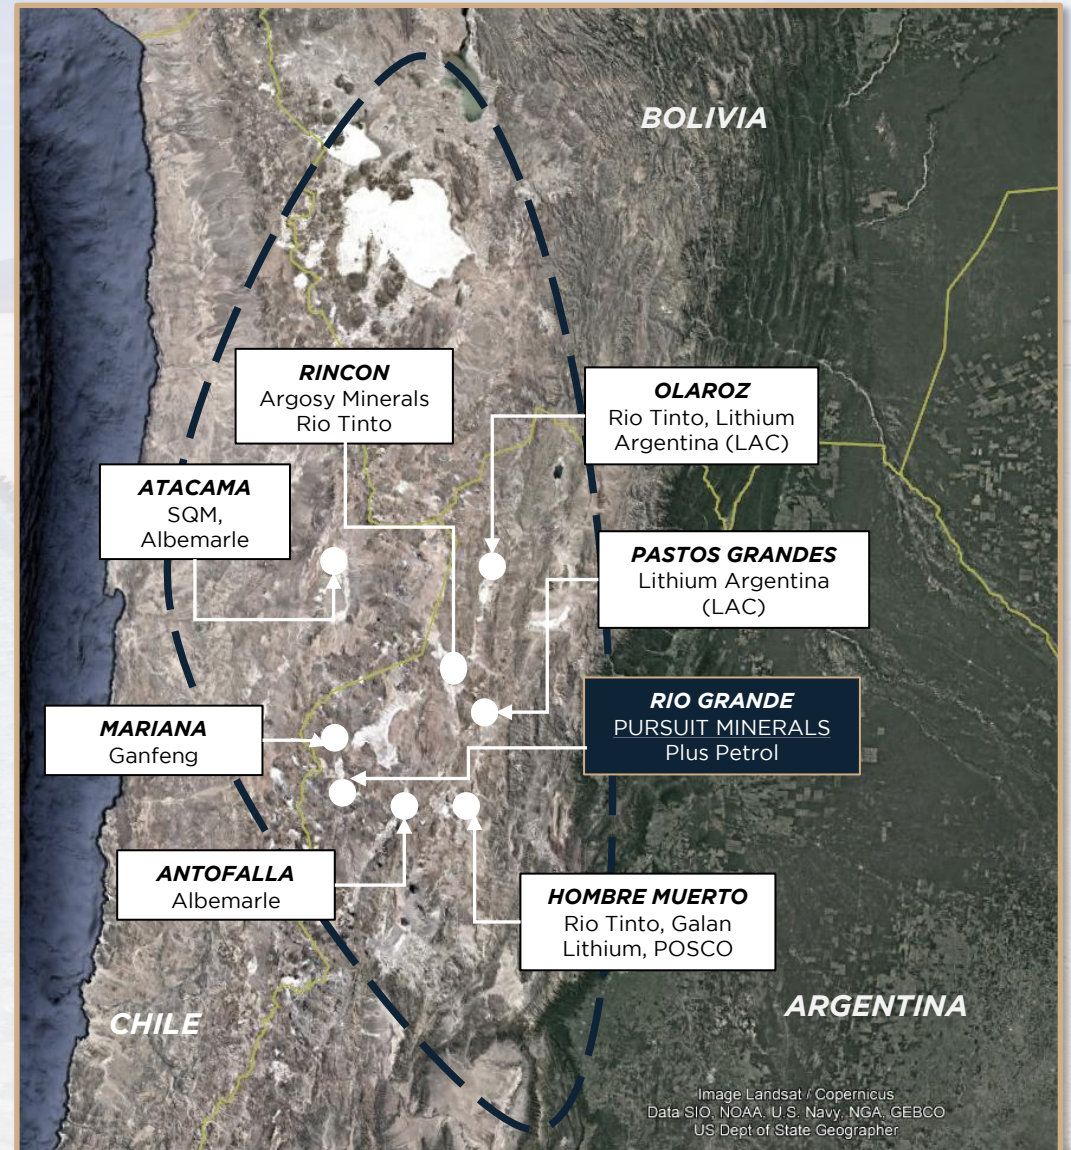 BOLIVIA
RINCON
Argosy Minerals
Rio Tinto
OLAROZ
Rio Tinto, Lithium
Argentina (LAC)
ATACAMA
SQM,
Albemarle
PASTOS GRANDES
Lithium Argentina
(LAC)
MARIANA
Ganfeng
RIO GRANDE
PURSUIT MINERALS
Plus Petrol
ANTOFALLA
Albemarle
HOMBRE MUERTO
Rio Tinto, Galan
Lithium, POSCO
CHILE
ARGENTINA
Image Landsat / Copernicus
Data SIO, NOAA, U.S. Navy, NGA, GEBCO
US Dept of State Geographer